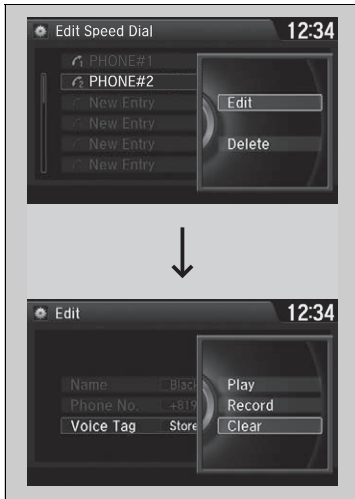 Edit Speed Dial 12:34
PHONE#1
PHONE#2
New Entry
New Entry
New Entry
New Entry
Edit
Delete
Edit 12:34
Name Black
Phone No. +819
Voice Tag Store
Play
Record
Clear